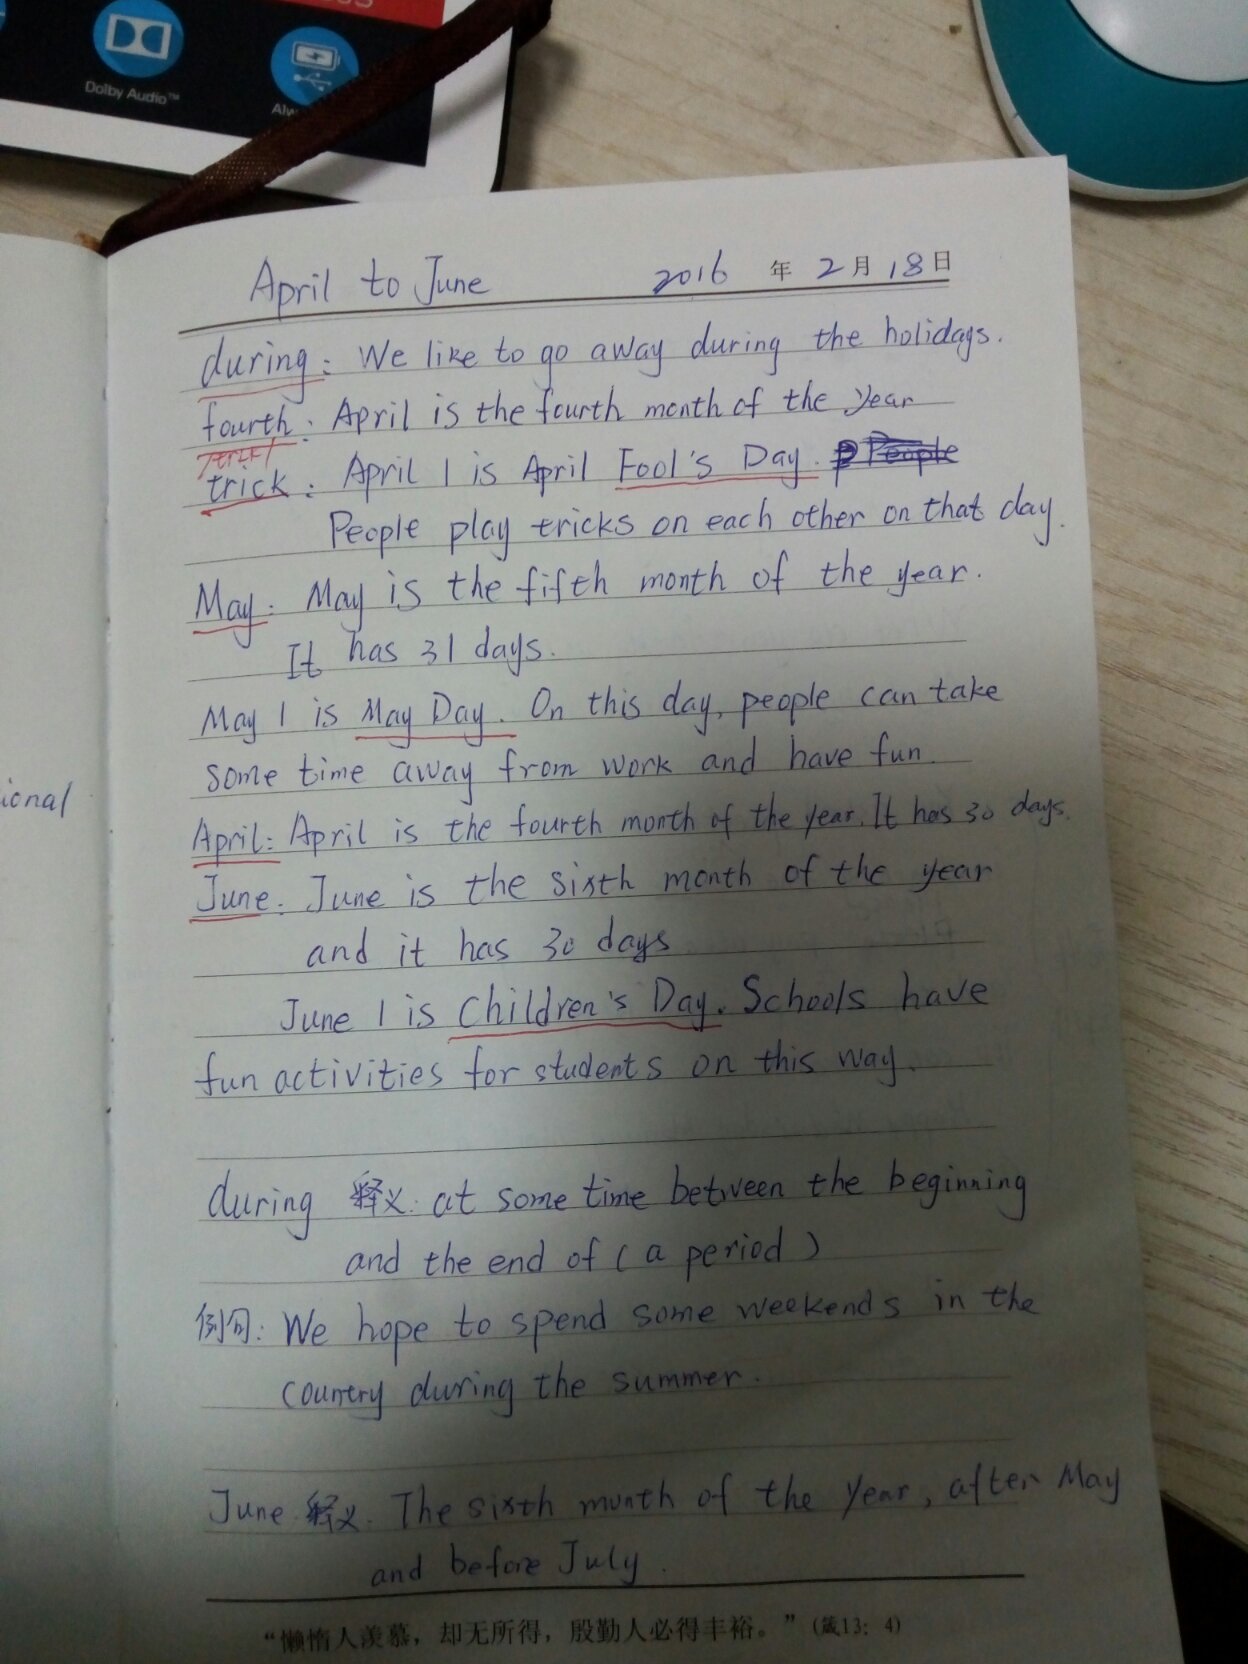 Dolby Audio™
Alw
ional
April to June 2016 年 2 月 18 日
during: We like to go away during the holidays.
fourth: April is the fourth month of the year
trick
trick: April 1 is April Fool's Day. People
People play tricks on each other on that day.
May: May is the fifth month of the year.
It has 31 days.
May 1 is May Day. On this day, people can take
some time away from work and have fun.
April: April is the fourth month of the year. It has 30 days.
June: June is the sixth month of the year
and it has 30 days
June 1 is Children's Day. Schools have
fun activities for students on this way.
during 释义: at some time between the beginning
and the end of (a period)
例句: We hope to spend some weekends in the
country during the summer.
June 释义. The sixth month of the year, after May
and before July.
“懒惰人羡慕，却无所得，殷勤人必得丰裕。” (箴13: 4)